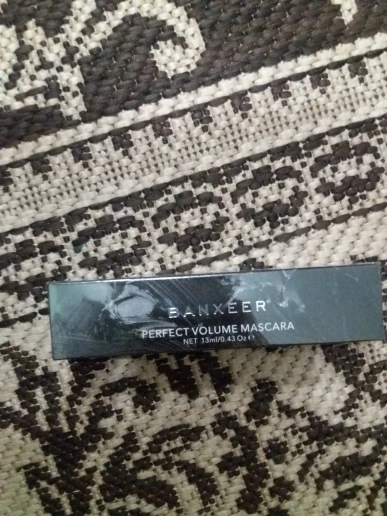 BANXEER
PERFECT VOLUME MASCARA
NET 13ml/0.43 Oz ℮